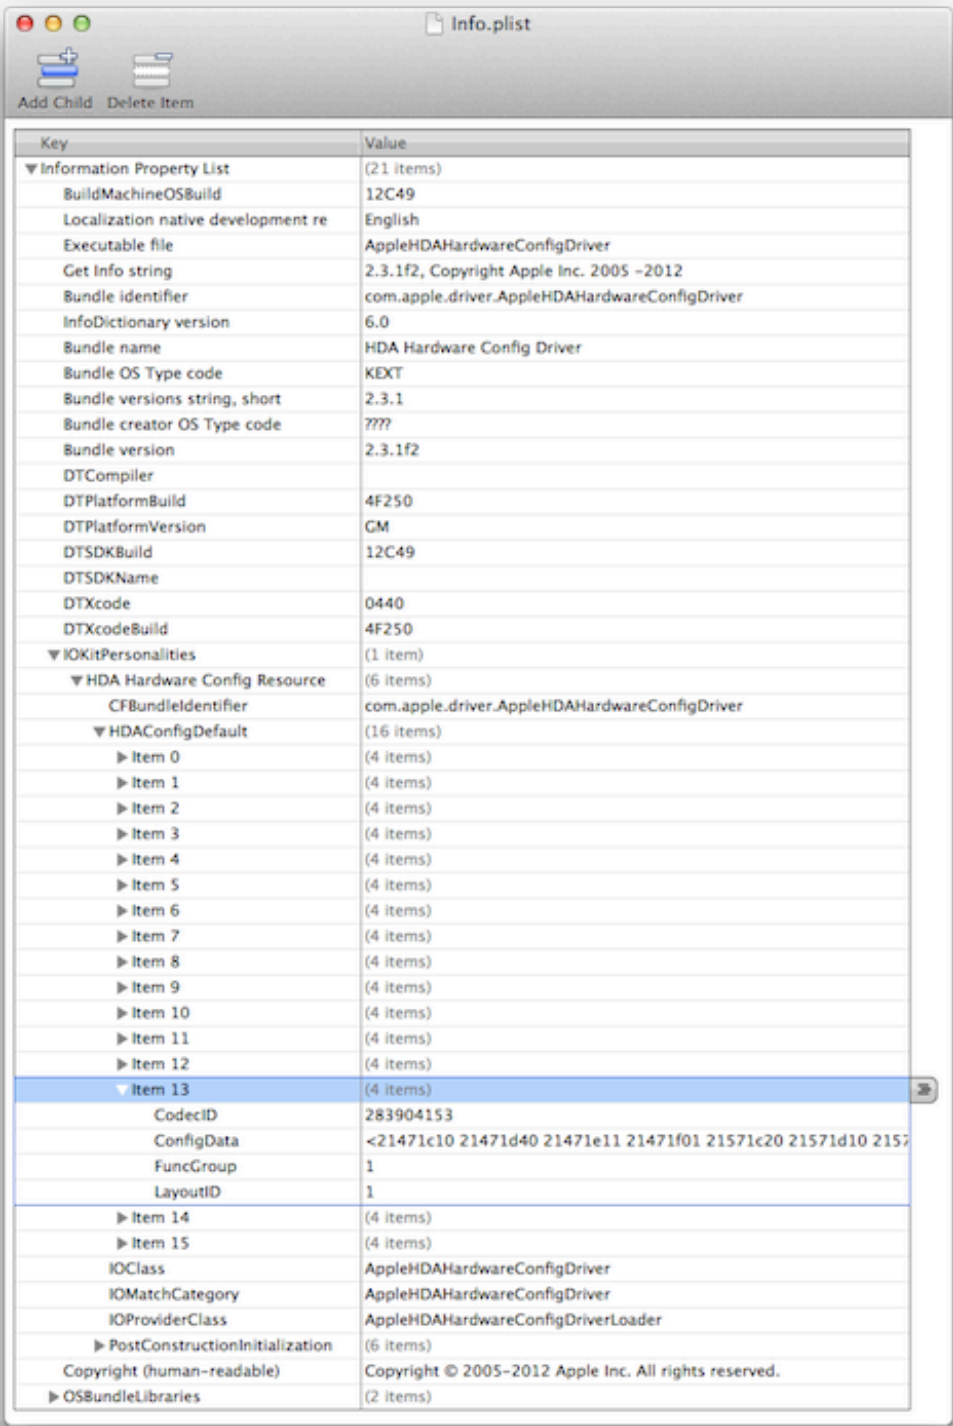 Info.plist
Add Child Delete Item
Key Value
Information Property List (21 items)
BuildMachineOSBuild 12C49
Localization native development re English
Executable file AppleHDAHardwareConfigDriver
Get Info string 2.3.1f2, Copyright Apple Inc. 2005 -2012
Bundle identifier com.apple.driver.AppleHDAHardwareConfigDriver
InfoDictionary version 6.0
Bundle name HDA Hardware Config Driver
Bundle OS Type code KEXT
Bundle versions string, short 2.3.1
Bundle creator OS Type code ????
Bundle version 2.3.1f2
DTCompiler
DTPlatformBuild 4F250
DTPlatformVersion GM
DTSDKBuild 12C49
DTSDKName
DTXcode 0440
DTXcodeBuild 4F250
IOKitPersonalities (1 item)
HDA Hardware Config Resource (6 items)
CFBundleIdentifier com.apple.driver.AppleHDAHardwareConfigDriver
HDAConfigDefault (16 items)
Item 0 (4 items)
Item 1 (4 items)
Item 2 (4 items)
Item 3 (4 items)
Item 4 (4 items)
Item 5 (4 items)
Item 6 (4 items)
Item 7 (4 items)
Item 8 (4 items)
Item 9 (4 items)
Item 10 (4 items)
Item 11 (4 items)
Item 12 (4 items)
Item 13 (4 items)
CodecID 283904153
ConfigData <21471c10 21471d40 21471e11 21471f01 21571c20 21571d10 2157
FuncGroup 1
LayoutID 1
Item 14 (4 items)
Item 15 (4 items)
IOClass AppleHDAHardwareConfigDriver
IOMatchCategory AppleHDAHardwareConfigDriver
IOProviderClass AppleHDAHardwareConfigDriverLoader
PostConstructionInitialization (6 items)
Copyright (human-readable) Copyright © 2005-2012 Apple Inc. All rights reserved.
OSBundleLibraries (2 items)